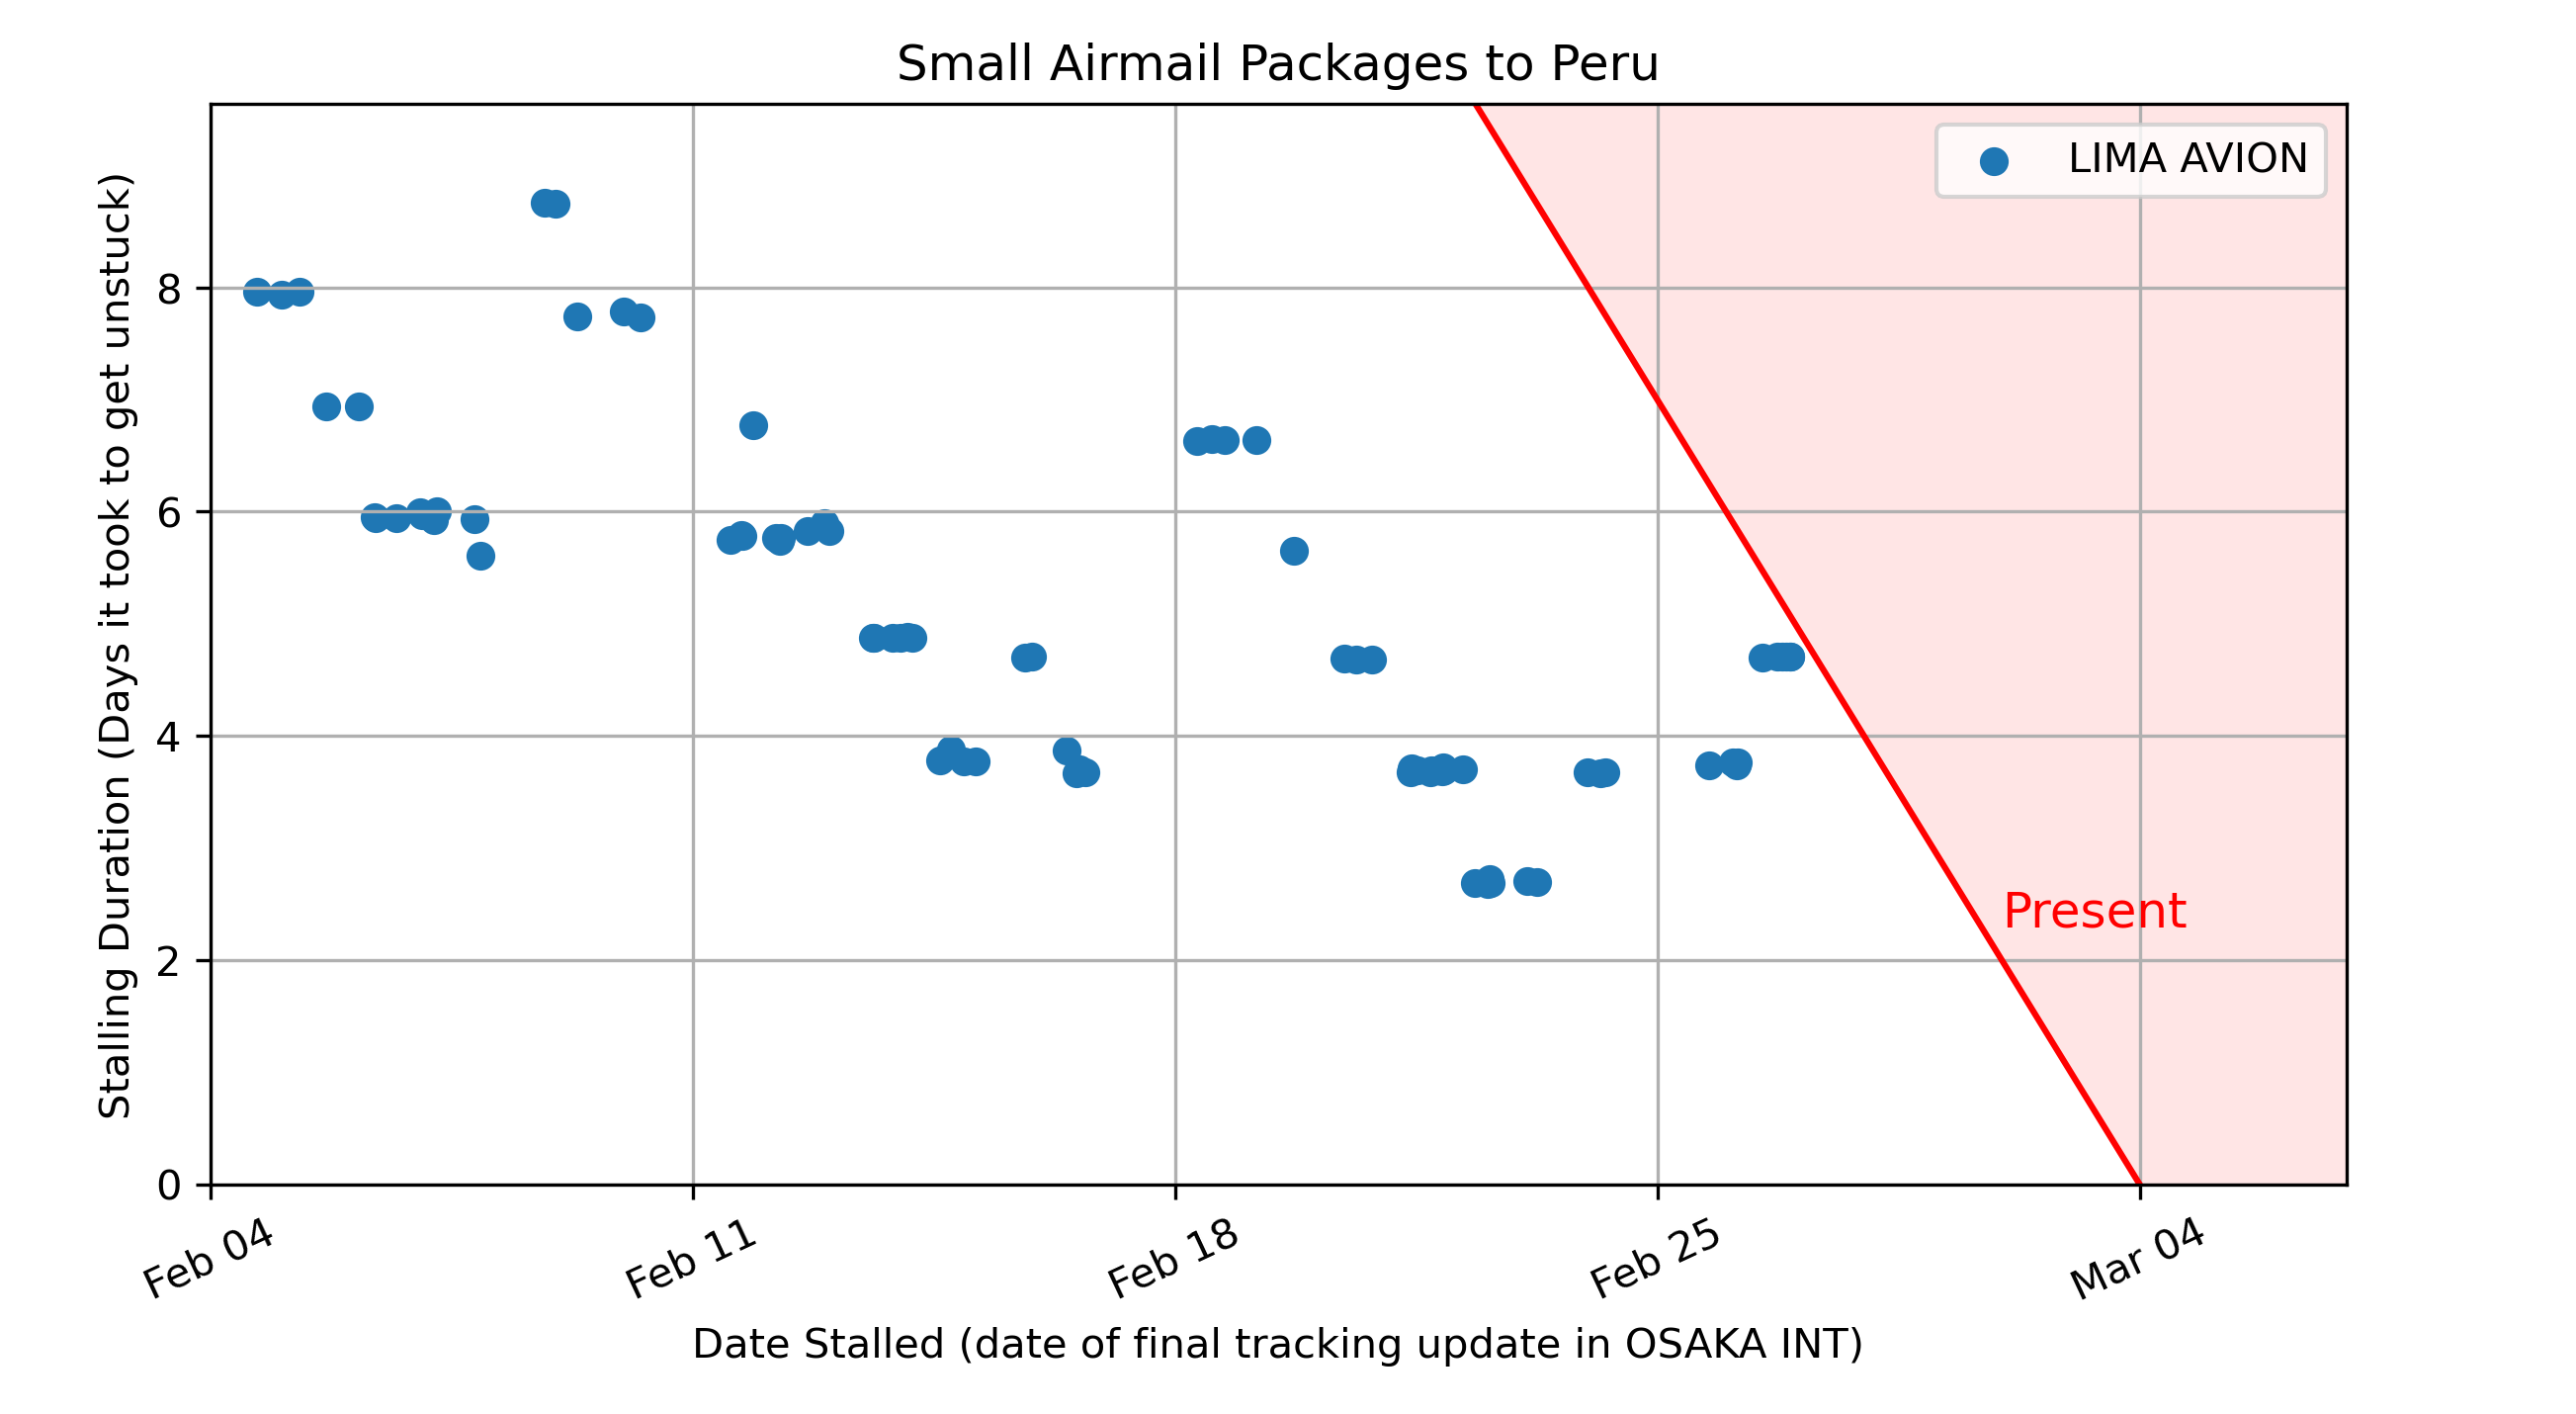 Small Airmail Packages to Peru
LIMA AVION
Stalling Duration (Days it took to get unstuck)
8
6
4
2
0
Present
Feb 04
Feb 11
Feb 18
Feb 25
Mar 04
Date Stalled (date of final tracking update in OSAKA INT)